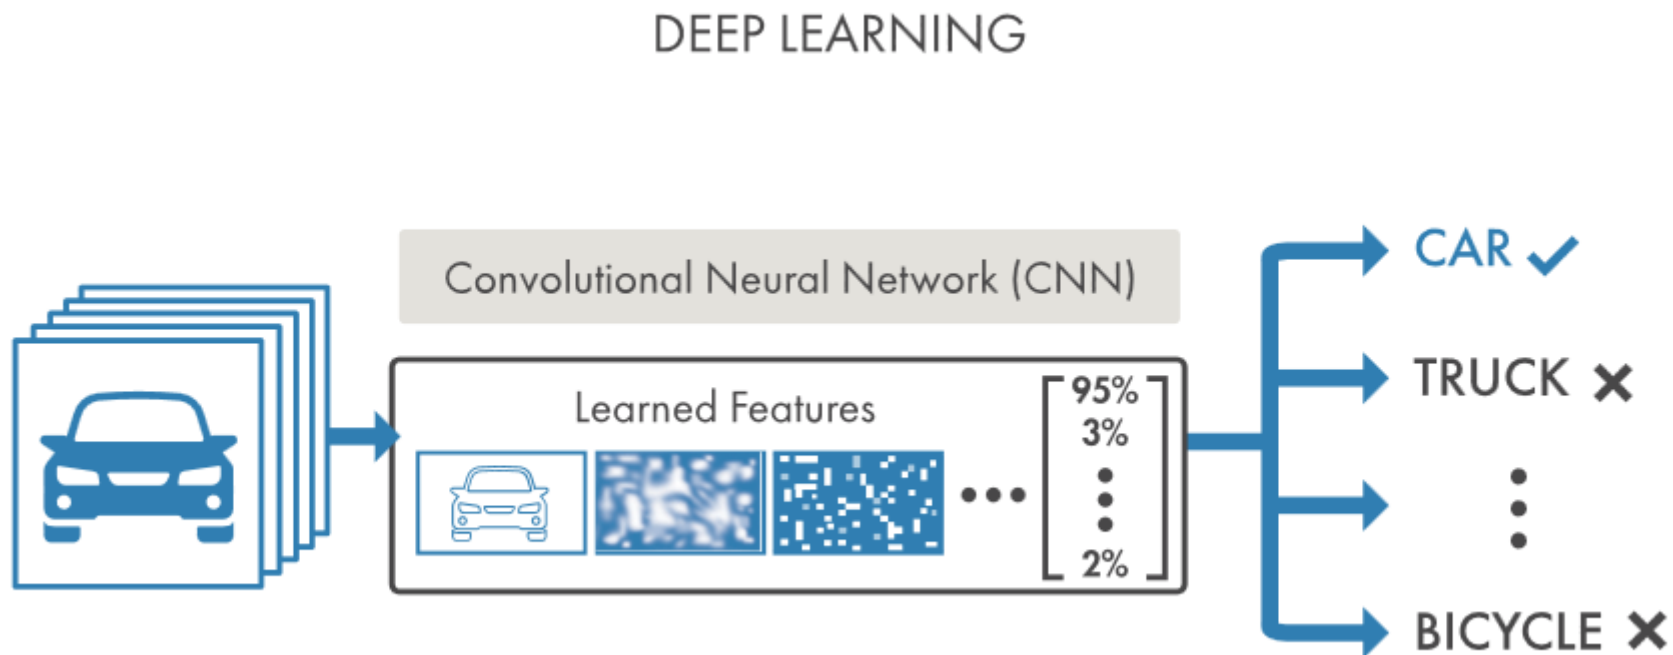 DEEP LEARNING
Convolutional Neural Network (CNN)
Learned Features
95%
3%
2%
CAR
TRUCK
BICYCLE